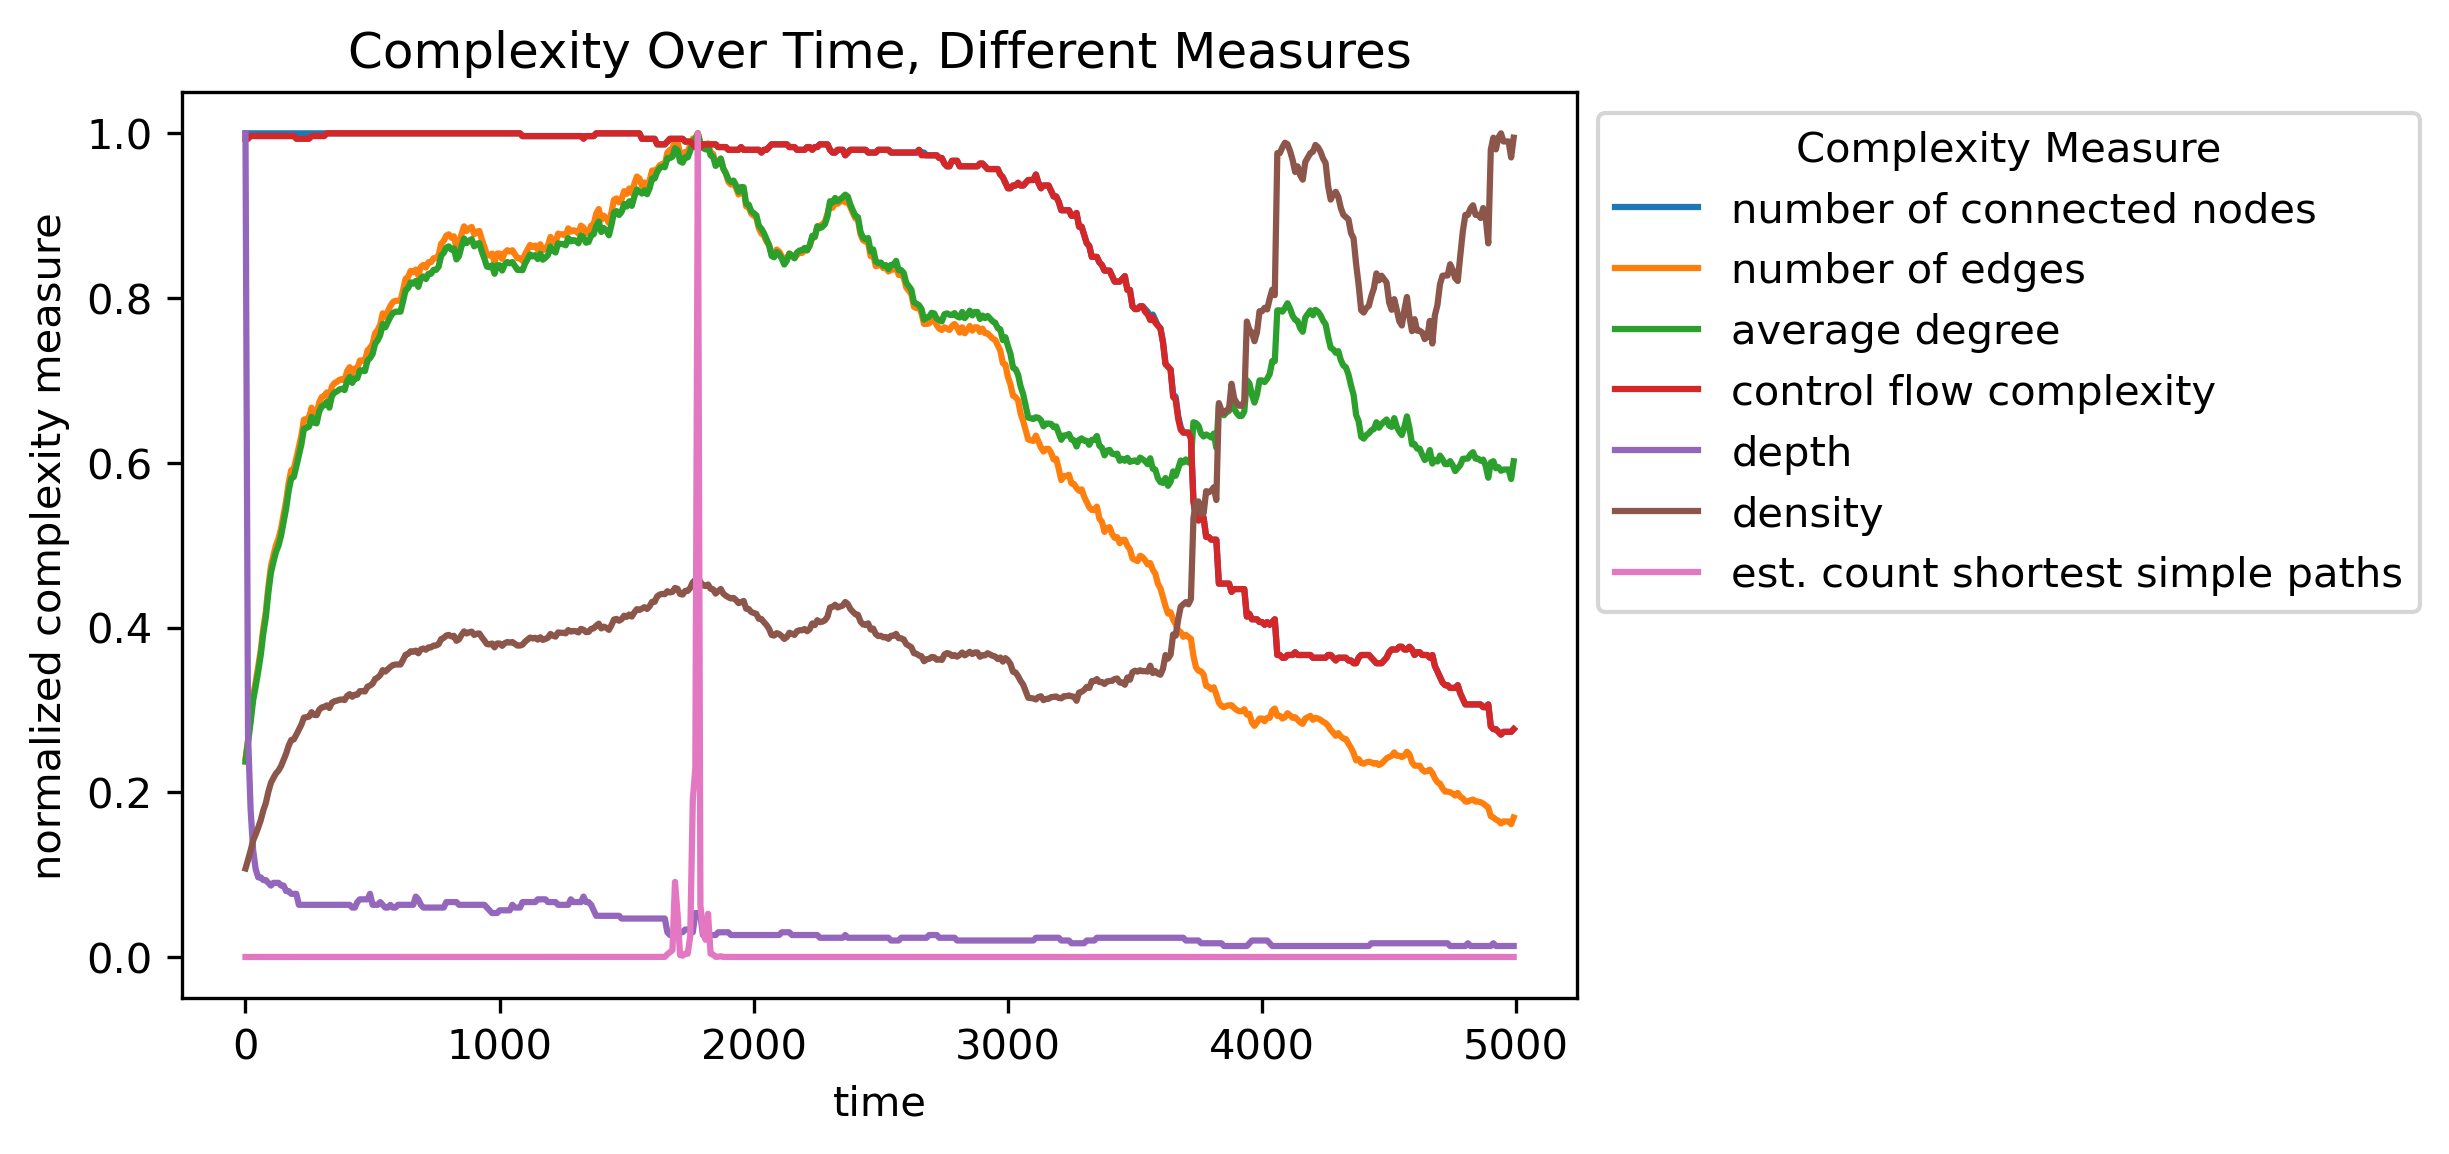 Complexity Over Time, Different Measures
normalized complexity measure
1.0
0.8
0.6
0.4
0.2
0.0
0 1000 2000 3000 4000 5000
time
Complexity Measure
number of connected nodes
number of edges
average degree
control flow complexity
depth
density
est. count shortest simple paths